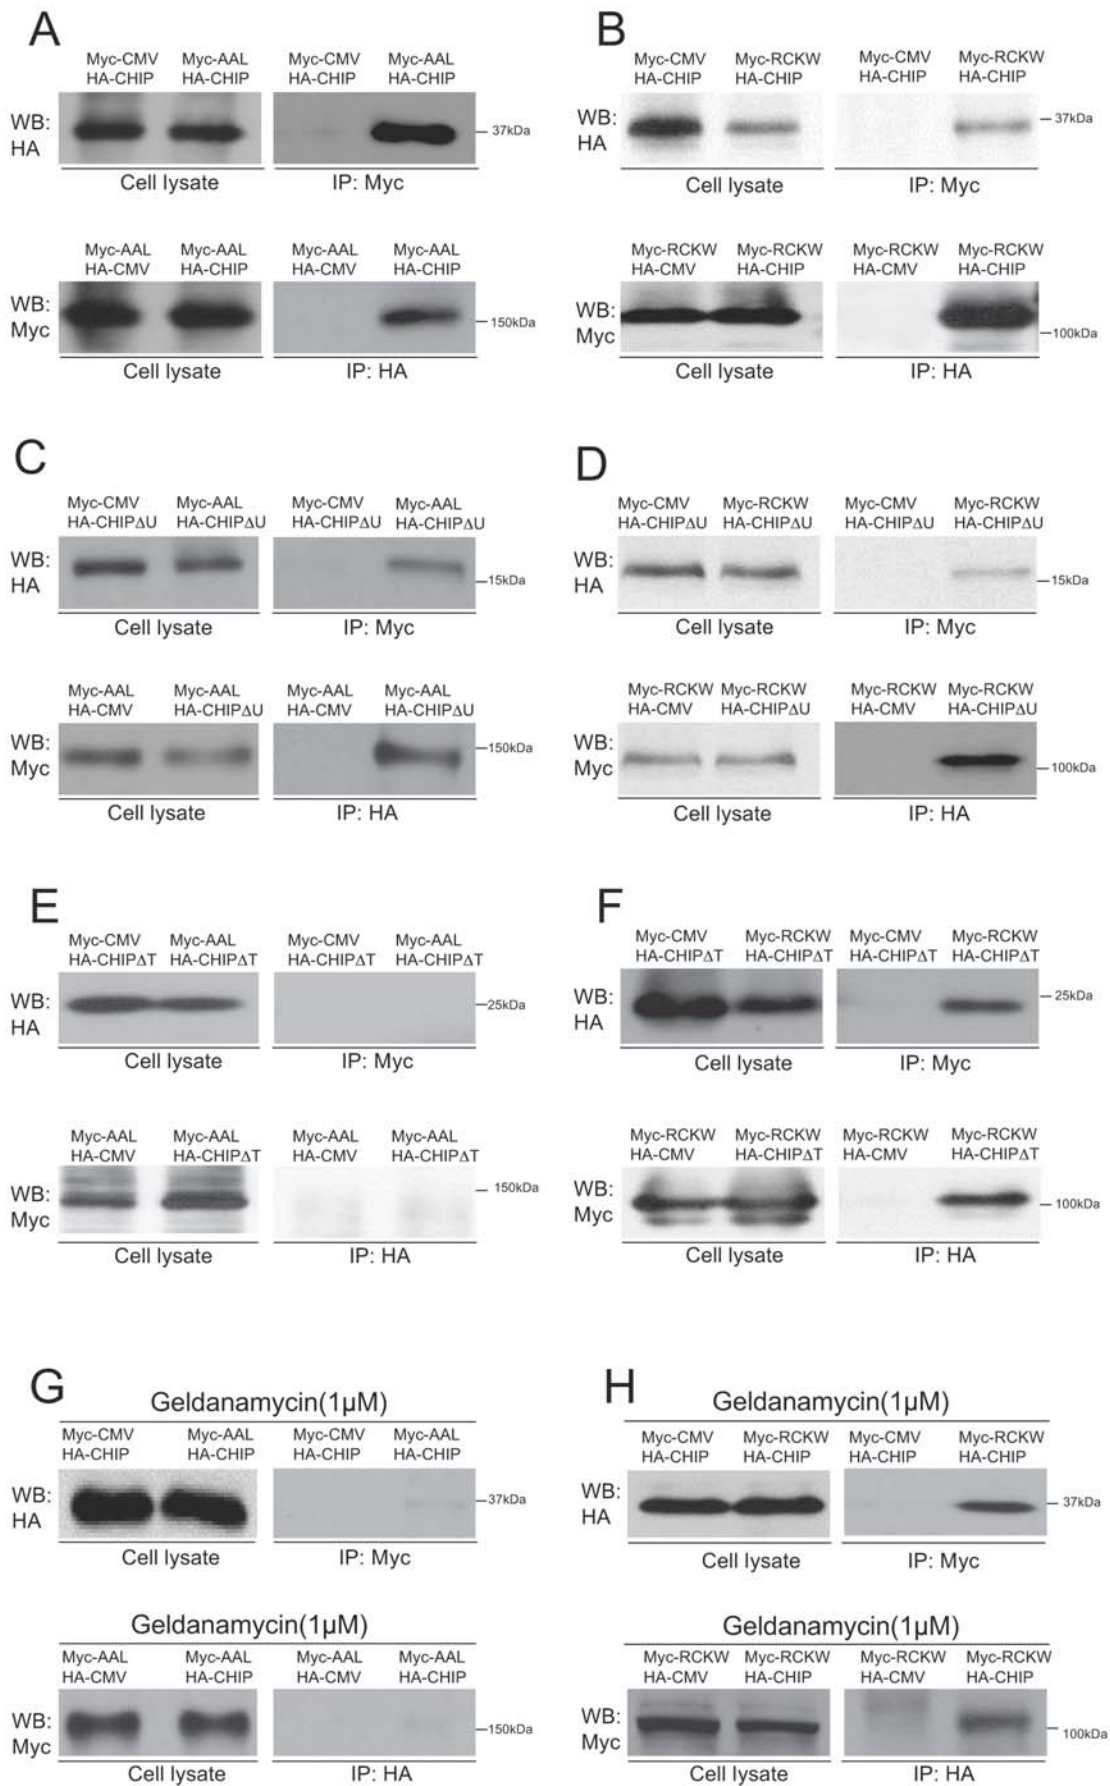 A
Myc-CMV Myc-AAL Myc-CMV Myc-AAL
HA-CHIP HA-CHIP HA-CHIP HA-CHIP
WB:
HA
37kDa
Cell lysate IP: Myc
Myc-AAL Myc-AAL Myc-AAL Myc-AAL
HA-CMV HA-CHIP HA-CMV HA-CHIP
WB:
Myc
150kDa
Cell lysate IP: HA
B
Myc-CMV Myc-RCKW Myc-CMV Myc-RCKW
HA-CHIP HA-CHIP HA-CHIP HA-CHIP
WB:
HA
37kDa
Cell lysate IP: Myc
Myc-RCKW Myc-RCKW Myc-RCKW Myc-RCKW
HA-CMV HA-CHIP HA-CMV HA-CHIP
WB:
Myc
100kDa
Cell lysate IP: HA
C
Myc-CMV Myc-AAL Myc-CMV Myc-AAL
HA-CHIPΔU HA-CHIPΔU HA-CHIPΔU HA-CHIPΔU
WB:
HA
15kDa
Cell lysate IP: Myc
Myc-AAL Myc-AAL Myc-AAL Myc-AAL
HA-CMV HA-CHIPΔU HA-CMV HA-CHIPΔU
WB:
Myc
150kDa
Cell lysate IP: HA
D
Myc-CMV Myc-RCKW Myc-CMV Myc-RCKW
HA-CHIPΔU HA-CHIPΔU HA-CHIPΔU HA-CHIPΔU
WB:
HA
15kDa
Cell lysate IP: Myc
Myc-RCKW Myc-RCKW Myc-RCKW Myc-RCKW
HA-CMV HA-CHIPΔU HA-CMV HA-CHIPΔU
WB:
Myc
100kDa
Cell lysate IP: HA
E
Myc-CMV Myc-AAL Myc-CMV Myc-AAL
HA-CHIPΔT HA-CHIPΔT HA-CHIPΔT HA-CHIPΔT
WB:
HA
25kDa
Cell lysate IP: Myc
Myc-AAL Myc-AAL Myc-AAL Myc-AAL
HA-CMV HA-CHIPΔT HA-CMV HA-CHIPΔT
WB:
Myc
150kDa
Cell lysate IP: HA
F
Myc-CMV Myc-RCKW Myc-CMV Myc-RCKW
HA-CHIPΔT HA-CHIPΔT HA-CHIPΔT HA-CHIPΔT
WB:
HA
25kDa
Cell lysate IP: Myc
Myc-RCKW Myc-RCKW Myc-RCKW Myc-RCKW
HA-CMV HA-CHIPΔT HA-CMV HA-CHIPΔT
WB:
Myc
100kDa
Cell lysate IP: HA
G
Geldanamycin(1μM)
Myc-CMV Myc-AAL Myc-CMV Myc-AAL
HA-CHIP HA-CHIP HA-CHIP HA-CHIP
WB:
HA
37kDa
Cell lysate IP: Myc
Geldanamycin(1μM)
Myc-AAL Myc-AAL Myc-AAL Myc-AAL
HA-CMV HA-CHIP HA-CMV HA-CHIP
WB:
Myc
150kDa
Cell lysate IP: HA
H
Geldanamycin(1μM)
Myc-CMV Myc-RCKW Myc-CMV Myc-RCKW
HA-CHIP HA-CHIP HA-CHIP HA-CHIP
WB:
HA
37kDa
Cell lysate IP: Myc
Geldanamycin(1μM)
Myc-RCKW Myc-RCKW Myc-RCKW Myc-RCKW
HA-CMV HA-CHIP HA-CMV HA-CHIP
WB:
Myc
100kDa
Cell lysate IP: HA